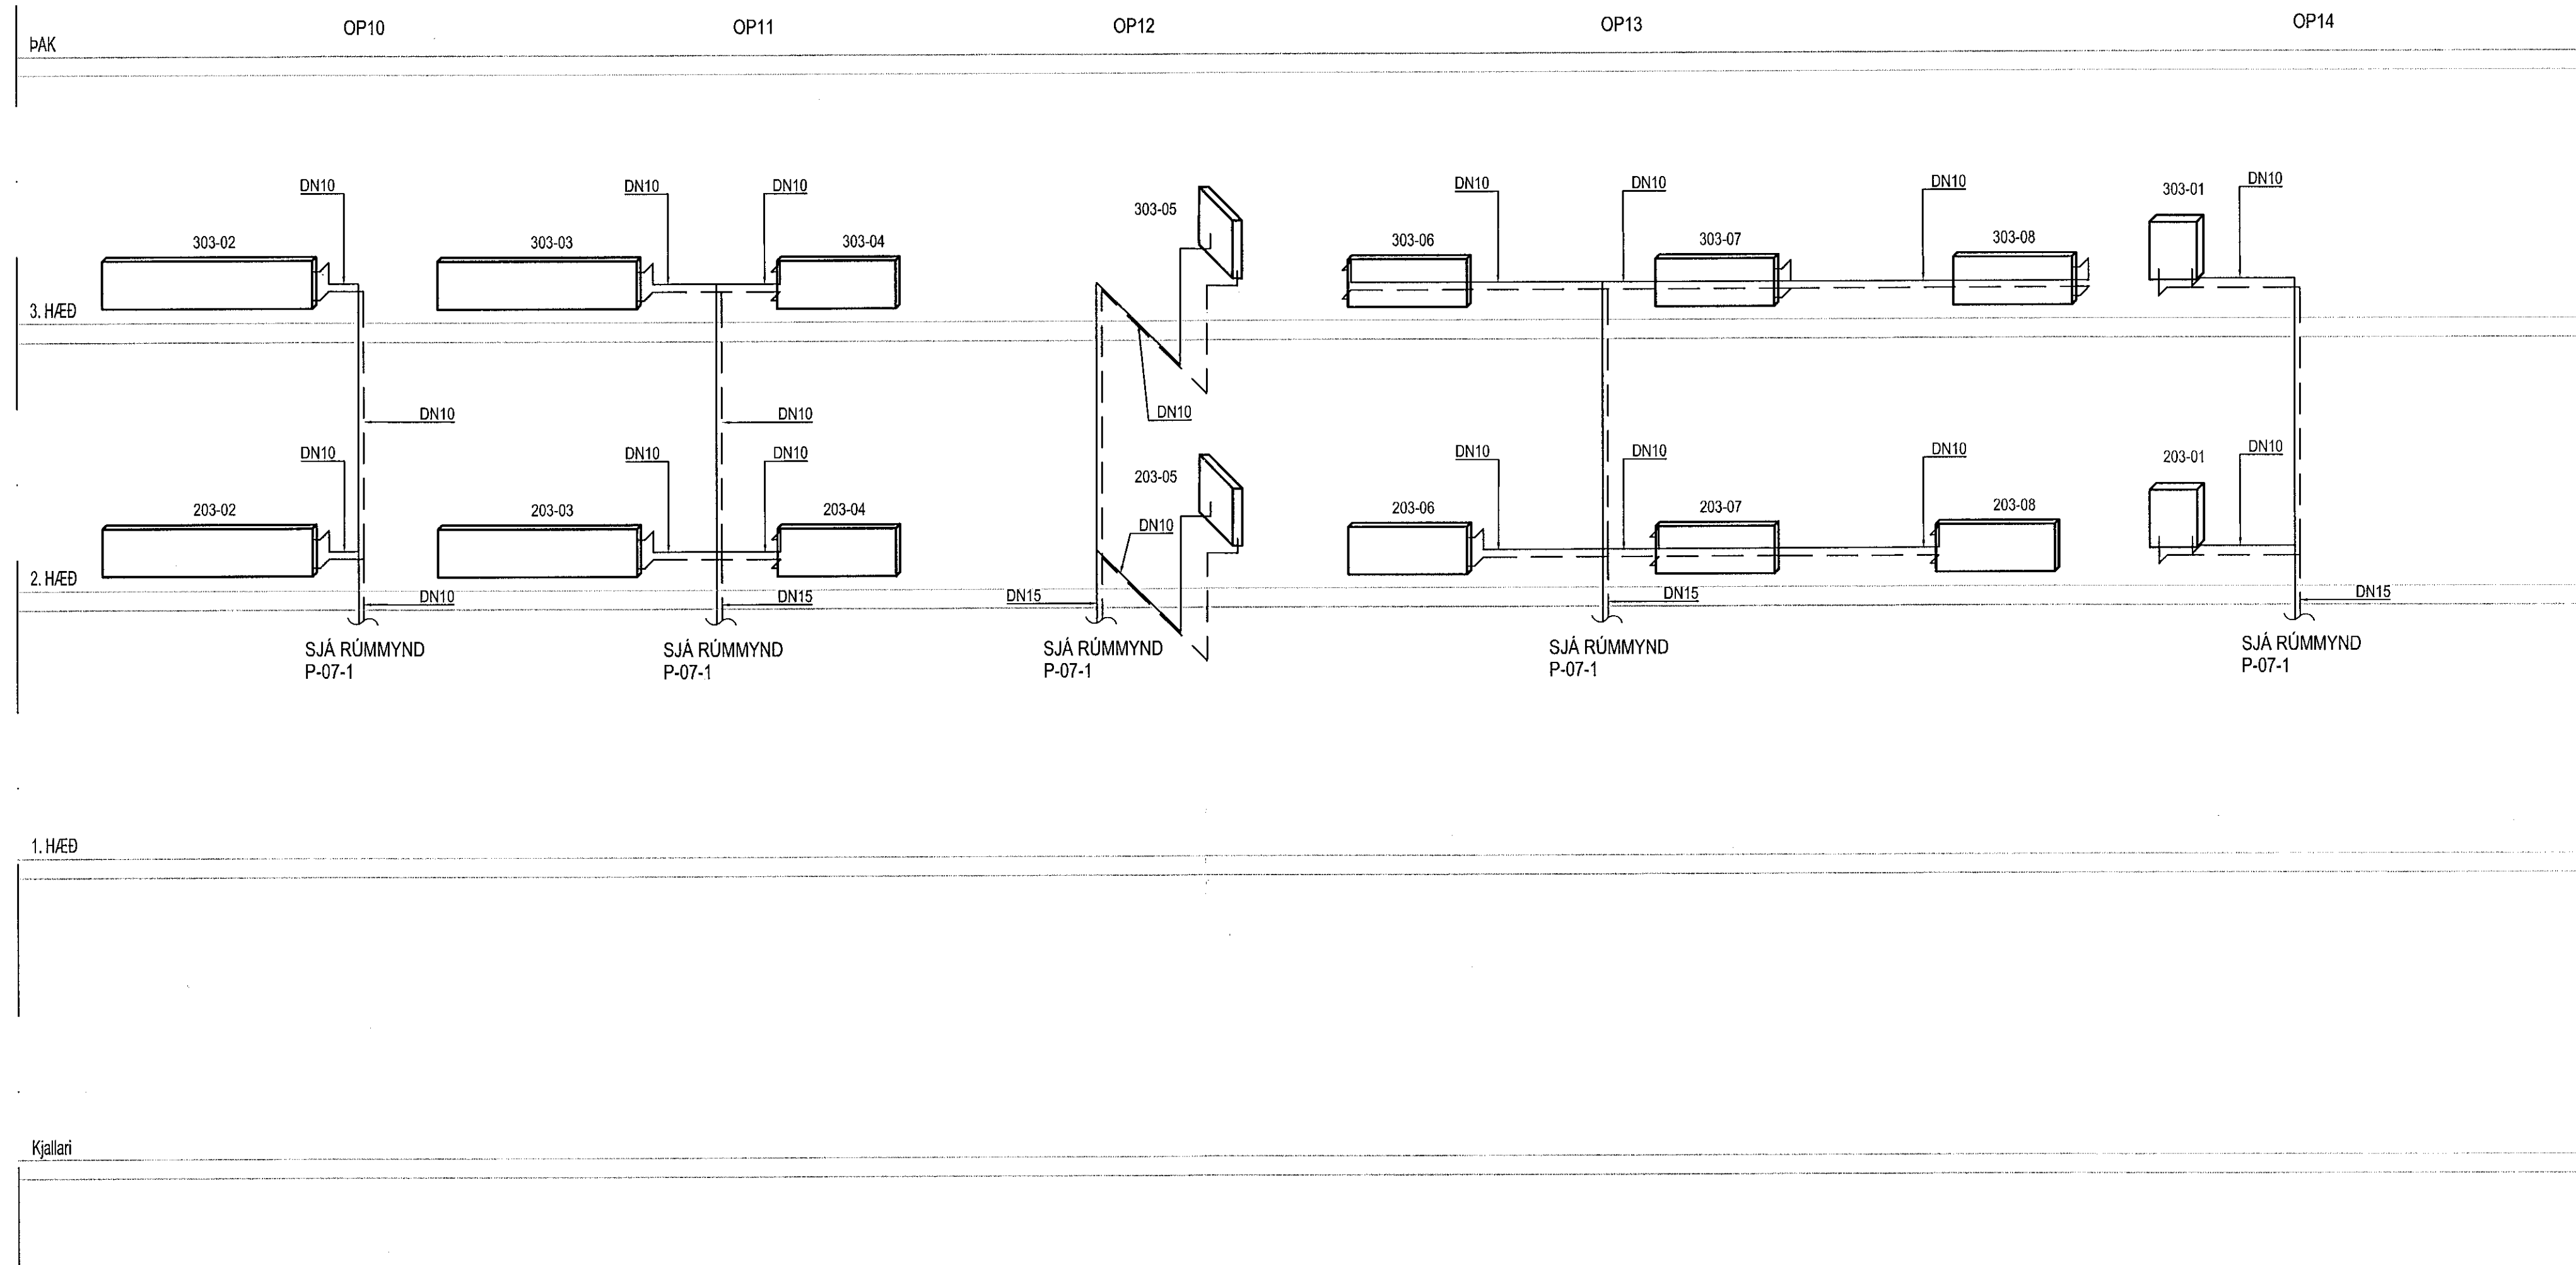 OP10
OP11
OP12
OP13
OP14
ÞAK
DN10
DN10
DN10
DN10
DN10
DN10
DN10
303-02
303-03
303-04
303-05
303-06
303-07
303-08
303-01
3. HÆÐ
DN10
DN10
DN10
DN10
DN10
DN10
DN10
DN10
DN10
DN10
DN10
203-02
203-03
203-04
203-05
203-06
203-07
203-08
203-01
2. HÆÐ
DN10
DN15
DN15
DN15
DN15
SJÁ RÚMMYND
P-07-1
SJÁ RÚMMYND
P-07-1
SJÁ RÚMMYND
P-07-1
SJÁ RÚMMYND
P-07-1
SJÁ RÚMMYND
P-07-1
1. HÆÐ
Kjallari